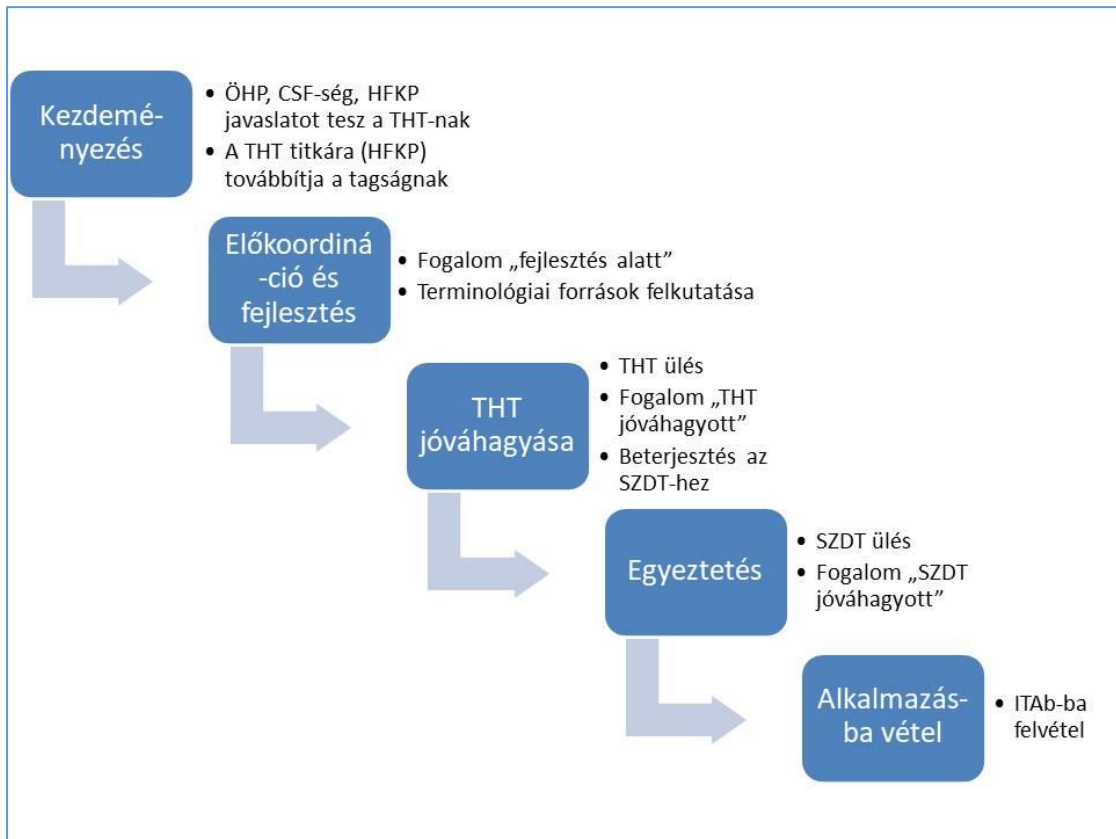 Kezdemé-
nyezés
• ÖHP, CSF-ség, HFKP
javaslatot tesz a THT-nak
• A THT titkára (HFKP)
továbbítja a tagságnak
Előkoordiná
-ció és
fejlesztés
• Fogalom „fejlesztés alatt”
• Terminológiai források felkutatása
THT
jóváhagyása
• THT ülés
• Fogalom „THT
jóváhagyott”
• Beterjesztés az
SZDT-hez
Egyeztetés
• SZDT ülés
• Fogalom „SZDT
jóváhagyott”
Alkalmazás-
ba vétel
• ITAb-ba
felvétel